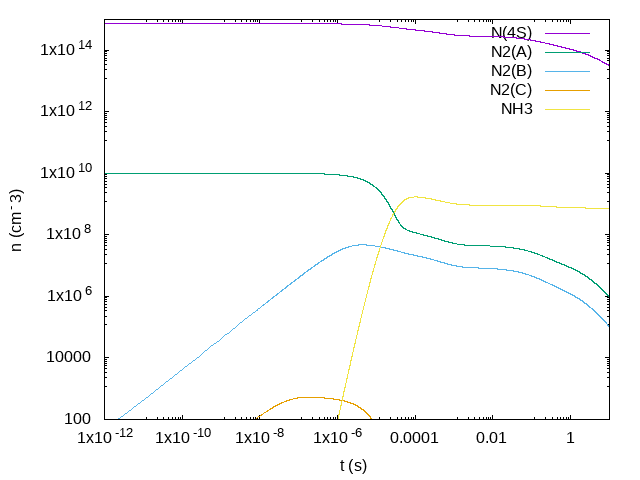 1x10^14
1x10^12
1x10^10
1x10^8
1x10^6
10000
100
n (cm^-3)
N(4S)
N2(A)
N2(B)
N2(C)
NH3
1x10^-12 1x10^-10 1x10^-8 1x10^-6 0.0001 0.01 1
t (s)